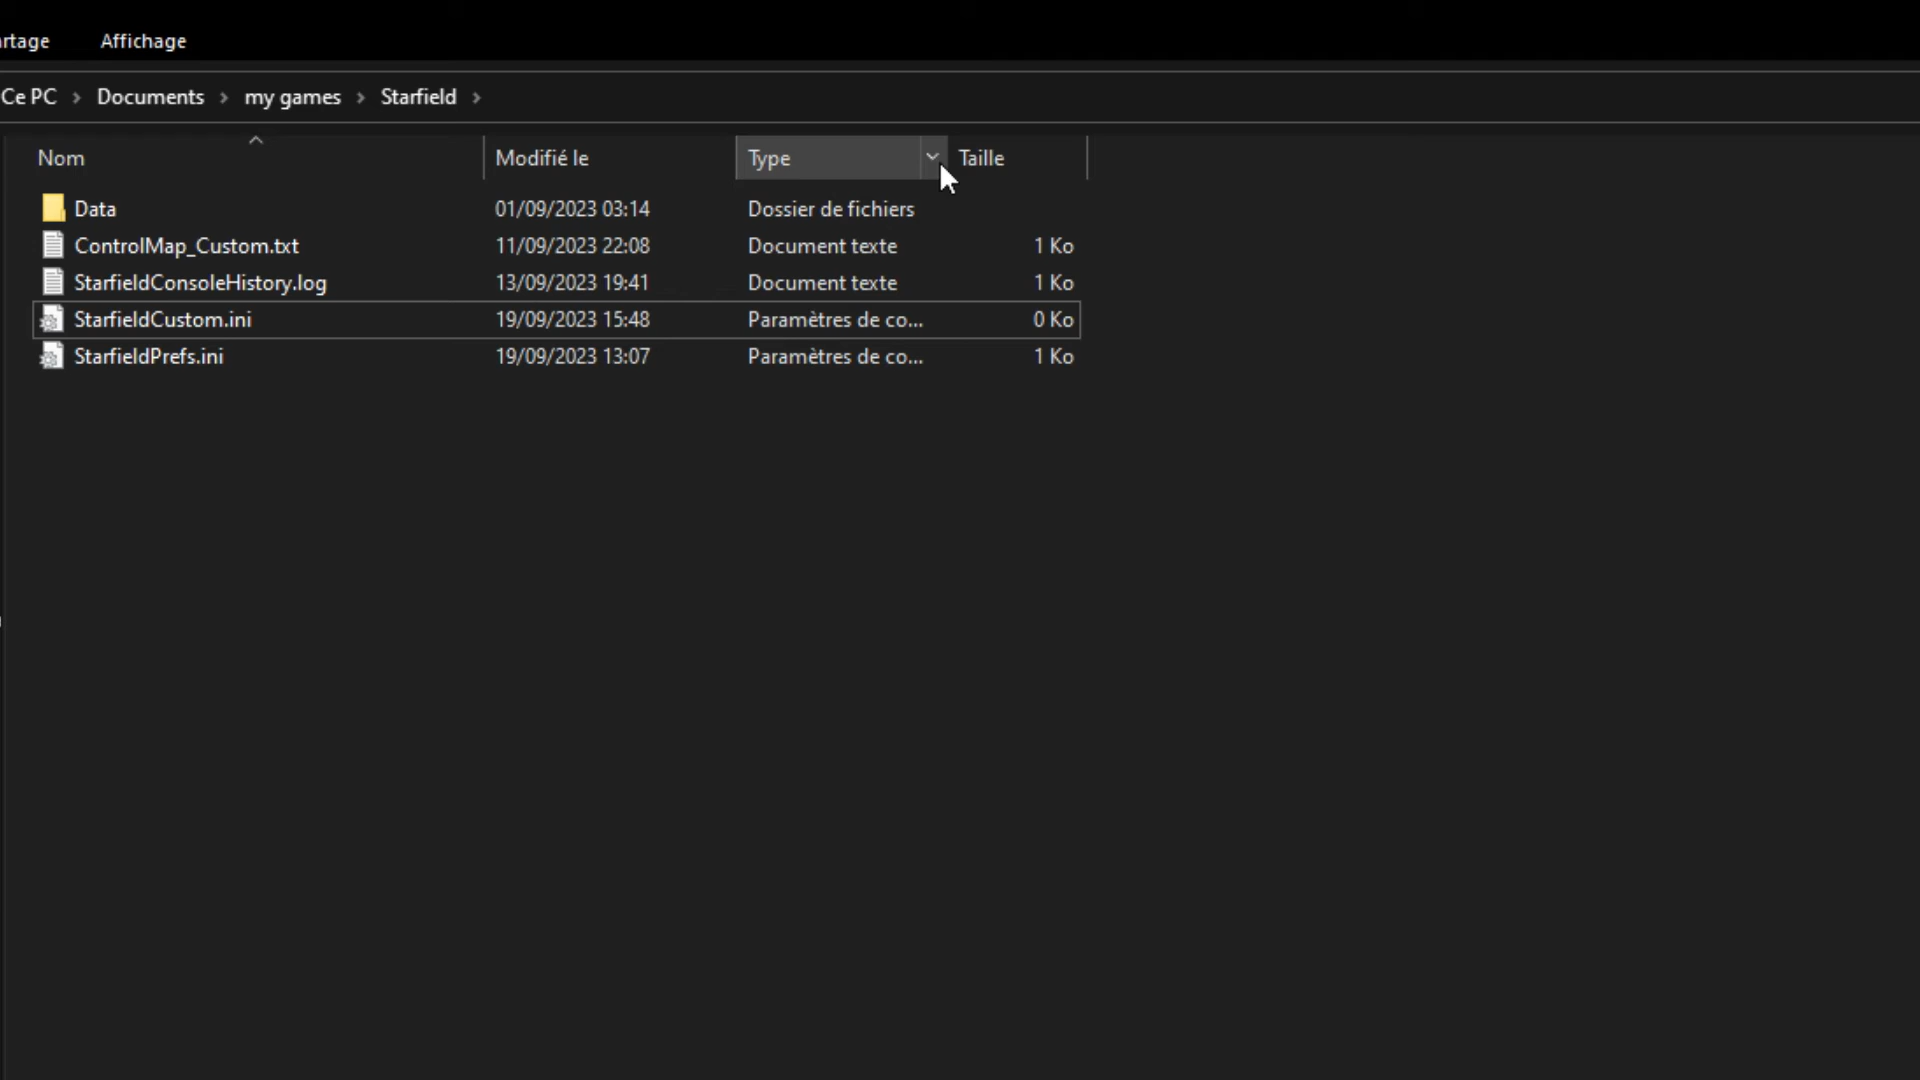 rtage Affichage
Ce PC > Documents > my games > Starfield >
Nom Modifié le Type Taille
Data 01/09/2023 03:14 Dossier de fichiers
ControlMap_Custom.txt 11/09/2023 22:08 Document texte 1 Ko
StarfieldConsoleHistory.log 13/09/2023 19:41 Document texte 1 Ko
StarfieldCustom.ini 19/09/2023 15:48 Paramètres de co... 0 Ko
StarfieldPrefs.ini 19/09/2023 13:07 Paramètres de co... 1 Ko